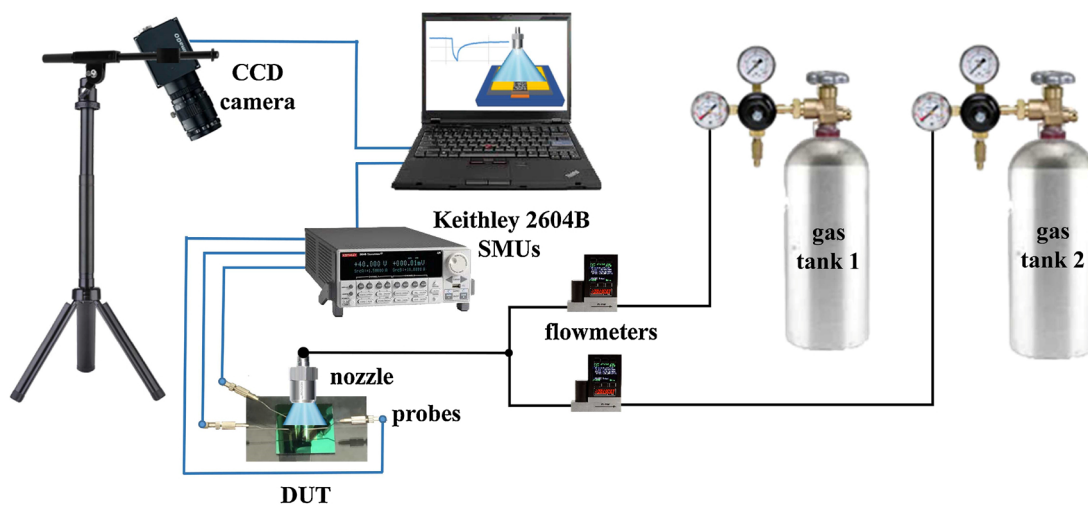 CCD
camera
Keithley 2604B
SMUs
gas
tank 1
gas
tank 2
flowmeters
nozzle
probes
DUT